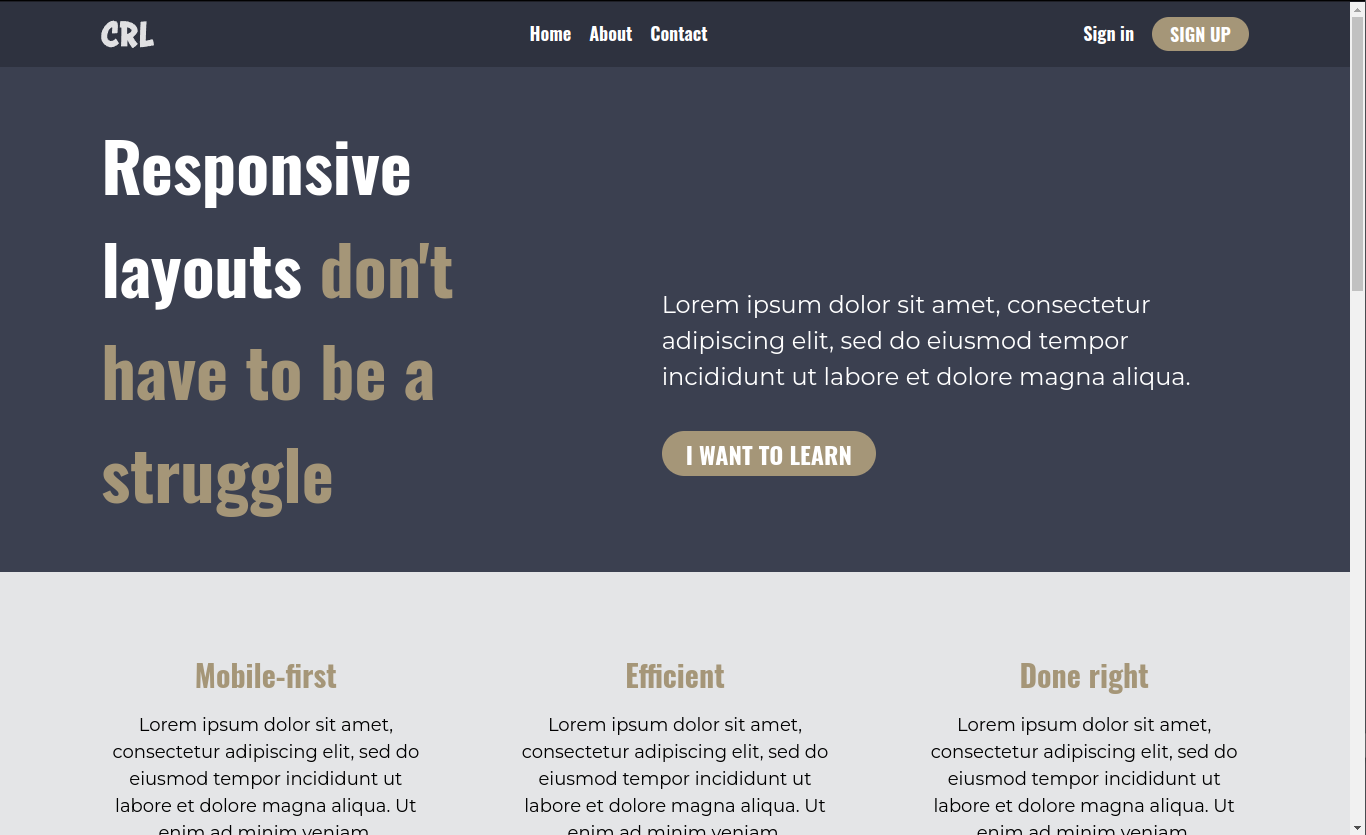 CRL
Home About Contact
Sign in SIGN UP
Responsive
layouts don't
have to be a
struggle
Lorem ipsum dolor sit amet, consectetur
adipiscing elit, sed do eiusmod tempor
incididunt ut labore et dolore magna aliqua.
I WANT TO LEARN
Mobile-first
Lorem ipsum dolor sit amet,
consectetur adipiscing elit, sed do
eiusmod tempor incididunt ut
labore et dolore magna aliqua. Ut
enim ad minim veniam
Efficient
Lorem ipsum dolor sit amet,
consectetur adipiscing elit, sed do
eiusmod tempor incididunt ut
labore et dolore magna aliqua. Ut
enim ad minim veniam
Done right
Lorem ipsum dolor sit amet,
consectetur adipiscing elit, sed do
eiusmod tempor incididunt ut
labore et dolore magna aliqua. Ut
enim ad minim veniam